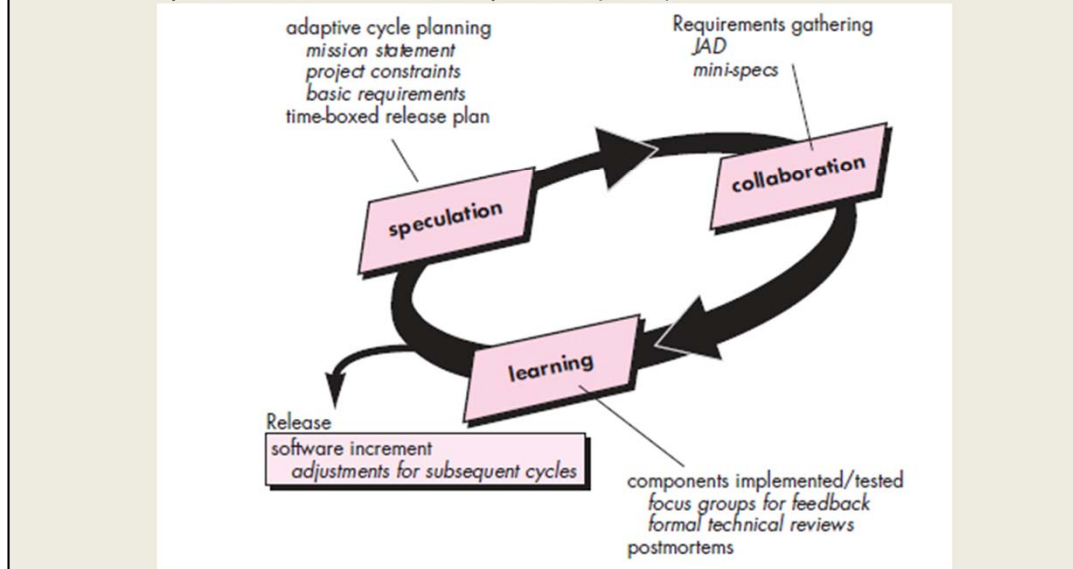 adaptive cycle planning
mission statement
project constraints
basic requirements
time-boxed release plan
Requirements gathering
JAD
mini-specs
speculation
collaboration
learning
Release
software increment
adjustments for subsequent cycles
components implemented/tested
focus groups for feedback
formal technical reviews
postmortems